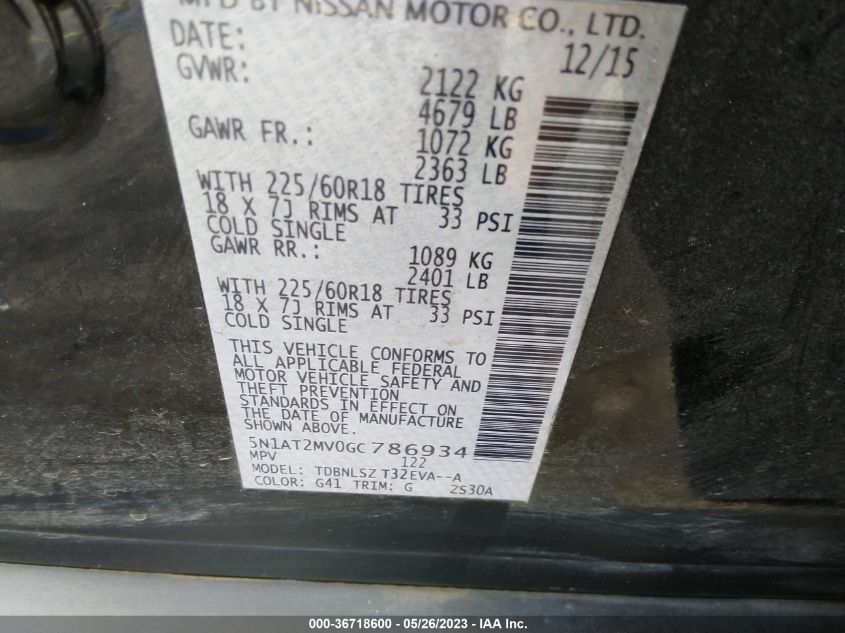 MFD BY NISSAN MOTOR CO., LTD.
DATE: 12/15
GVWR: 2122 KG
4679 LB
GAWR FR.: 1072 KG
2363 LB
WITH 225/60R18 TIRES
18 X 7J RIMS AT 33 PSI
COLD SINGLE
GAWR RR.: 1089 KG
2401 LB
WITH 225/60R18 TIRES
18 X 7J RIMS AT 33 PSI
COLD SINGLE
THIS VEHICLE CONFORMS TO
ALL APPLICABLE FEDERAL
MOTOR VEHICLE SAFETY AND
THEFT PREVENTION
STANDARDS IN EFFECT ON
THE DATE OF MANUFACTURE
SHOWN ABOVE.
5N1AT2MV0GC786934
MPV 122
MODEL: TDBNLSZ T32EVA--A
COLOR: G41 TRIM: G ZS30A
000-36718600 - 05/26/2023 - IAA Inc.